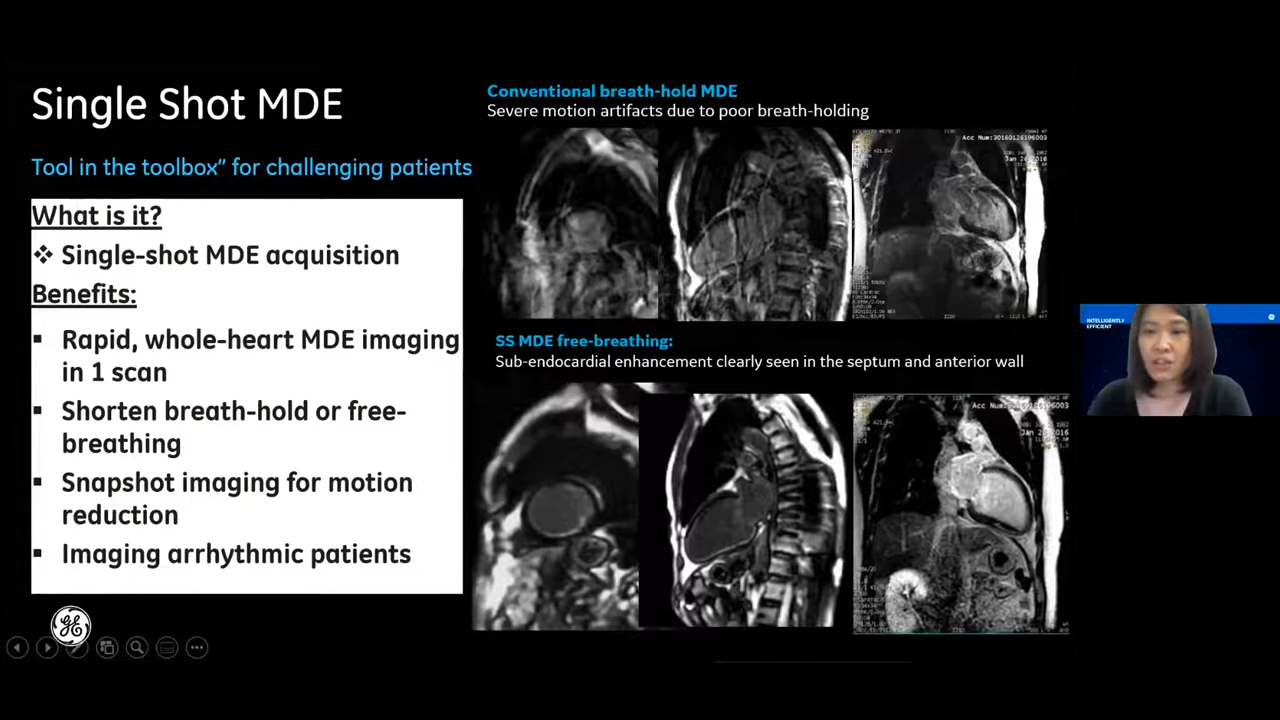 Single Shot MDE
Tool in the toolbox” for challenging patients
What is it?
❖ Single-shot MDE acquisition
Benefits:
▪ Rapid, whole-heart MDE imaging
in 1 scan
▪ Shorten breath-hold or free-
breathing
▪ Snapshot imaging for motion
reduction
▪ Imaging arrhythmic patients
Conventional breath-hold MDE
Severe motion artifacts due to poor breath-holding
Jan 26 2016
SS MDE free-breathing:
Sub-endocardial enhancement clearly seen in the septum and anterior wall
INTELLIGENTLY
EFFICIENT